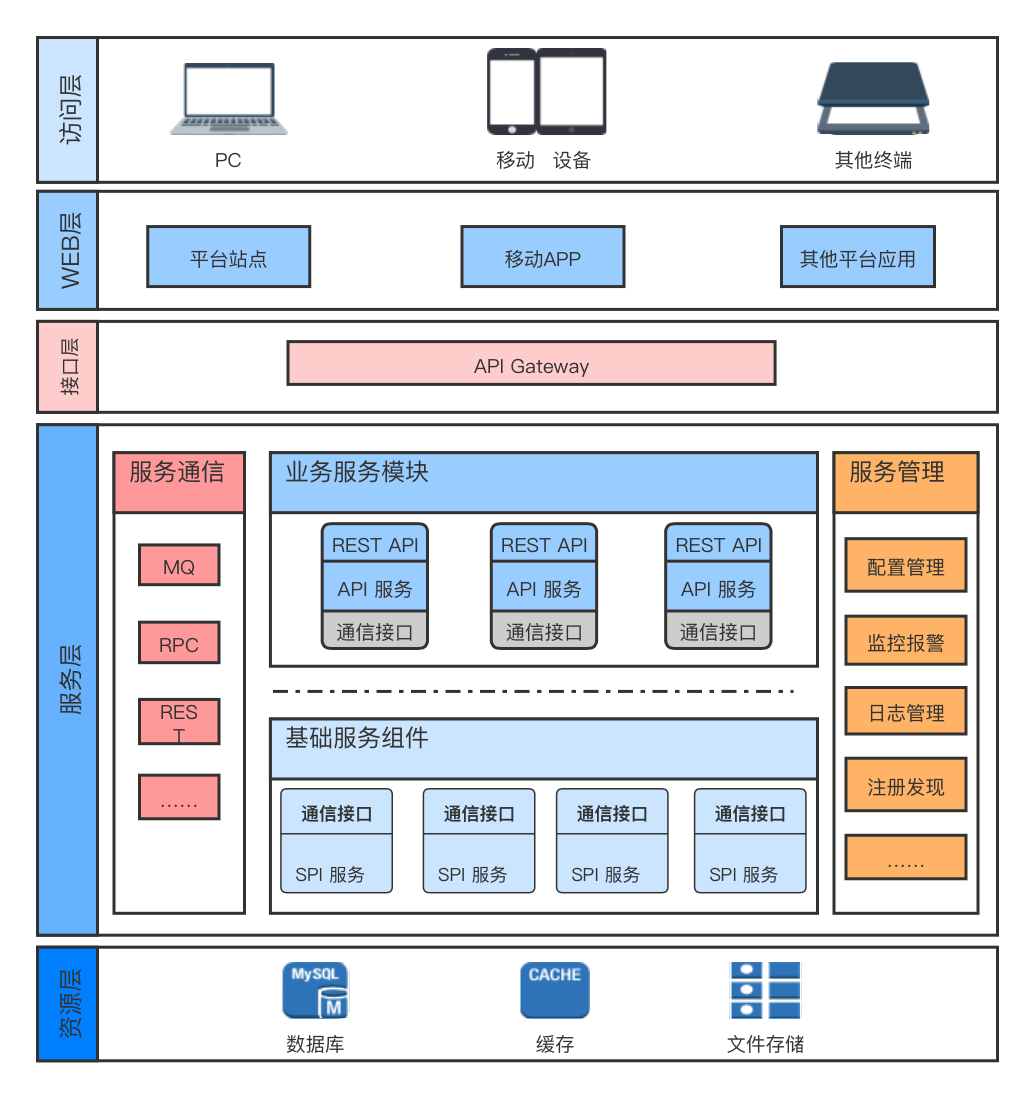 访问层
PC
移动 设备
其他终端
WEB层
平台站点
移动APP
其他平台应用
接口层
API Gateway
服务层
服务通信
MQ
RPC
RES
T
......
业务服务模块
REST API
API 服务
通信接口
REST API
API 服务
通信接口
REST API
API 服务
通信接口
基础服务组件
通信接口
SPI 服务
通信接口
SPI 服务
通信接口
SPI 服务
通信接口
SPI 服务
服务管理
配置管理
监控报警
日志管理
注册发现
......
资源层
MySQL
M
数据库
CACHE
缓存
文件存储